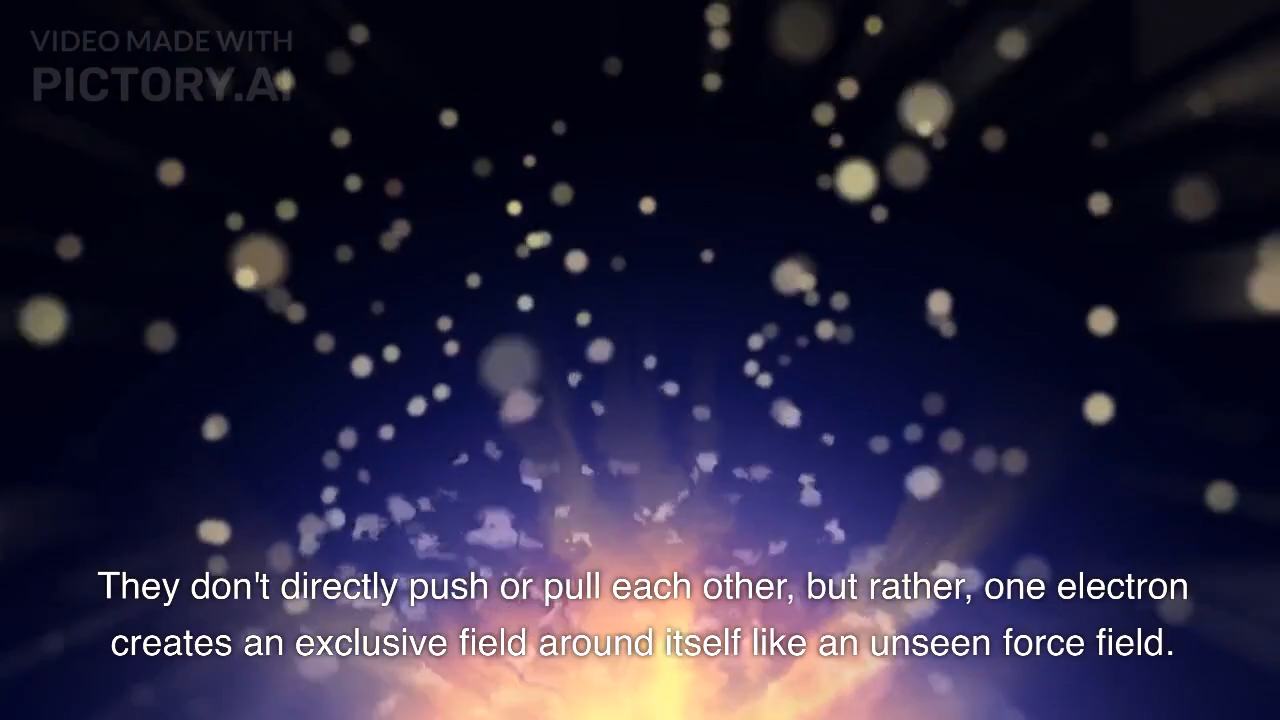 VIDEO MADE WITH
PICTORY.AI
They don't directly push or pull each other, but rather, one electron
creates an exclusive field around itself like an unseen force field.